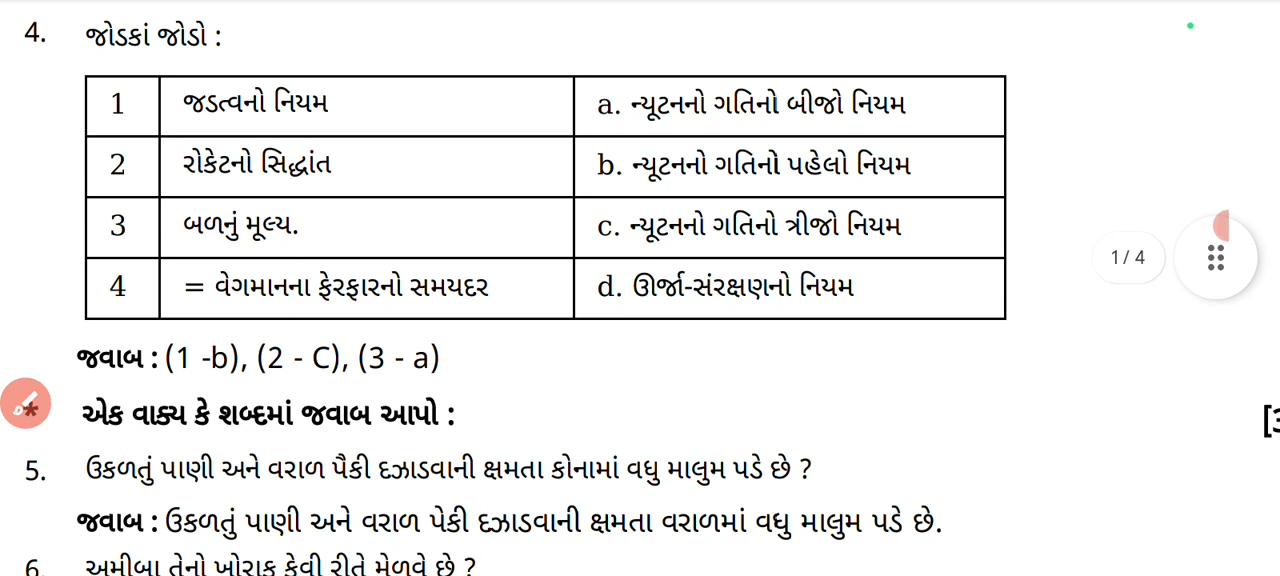 4. જોડકાં જોડો :
1 જડત્વનો નિયમ a. ન્યૂટનનો ગતિનો બીજો નિયમ
2 રોકેટનો સિદ્ધાંત b. ન્યૂટનનો ગતિનો પહેલો નિયમ
3 બળનું મૂલ્ય. c. ન્યૂટનનો ગતિનો ત્રીજો નિયમ
4 = વેગમાનના ફેરફારનો સમયદર d. ઊર્જા-સંરક્ષણનો નિયમ
1 / 4
જવાબ : (1 -b), (2 - C), (3 - a)
એક વાક્ય કે શબ્દમાં જવાબ આપો : [3
5. ઉકળતું પાણી અને વરાળ પૈકી દઝાડવાની ક્ષમતા કોનામાં વધુ માલુમ પડે છે ?
જવાબ : ઉકળતું પાણી અને વરાળ પેકી દઝાડવાની ક્ષમતા વરાળમાં વધુ માલુમ પડે છે.
6. અમીબા તેનો ખોરાક કેવી રીતે મેળવે છે ?